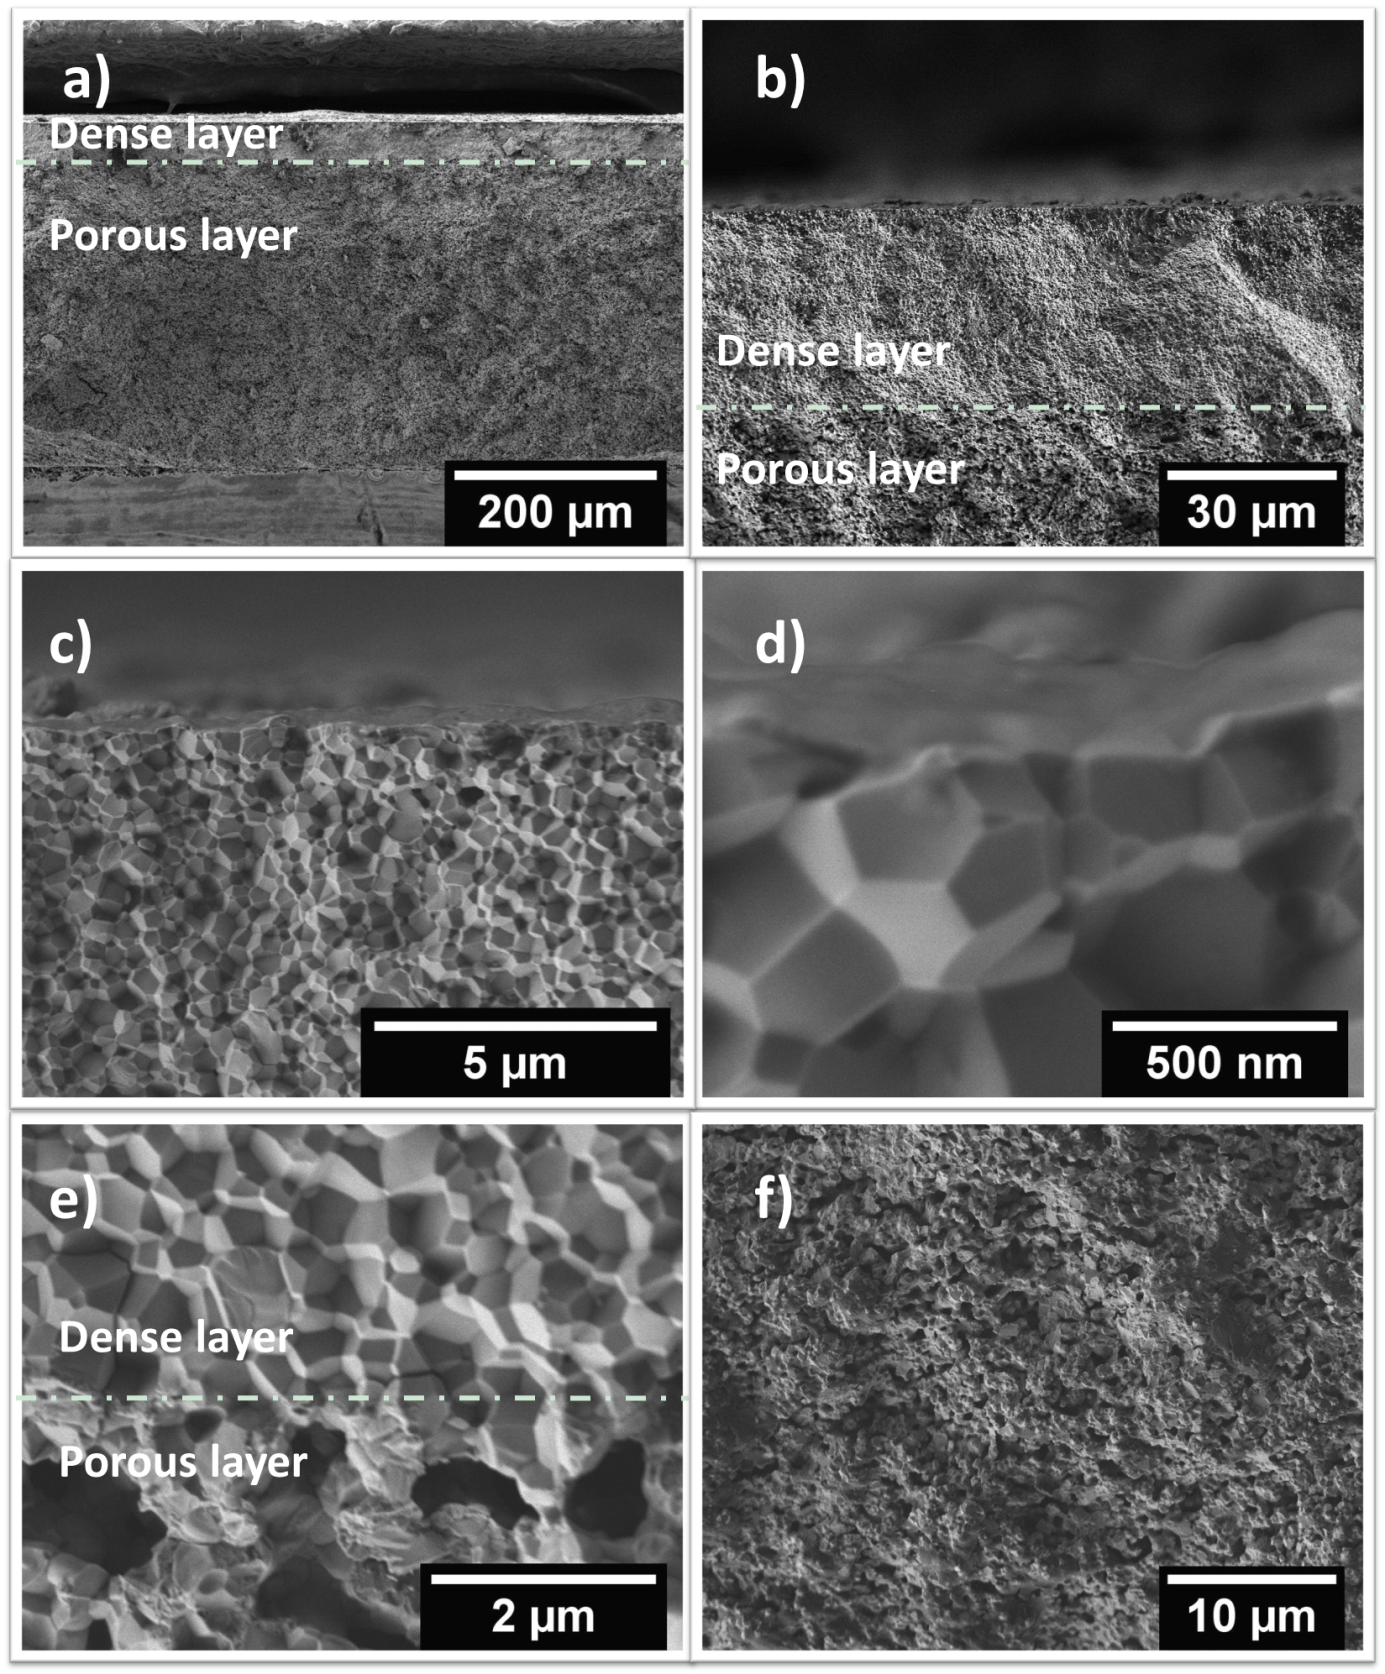 a)
Dense layer
Porous layer
200 µm
b)
Dense layer
Porous layer
30 µm
c)
5 µm
d)
500 nm
e)
Dense layer
Porous layer
2 µm
f)
10 µm